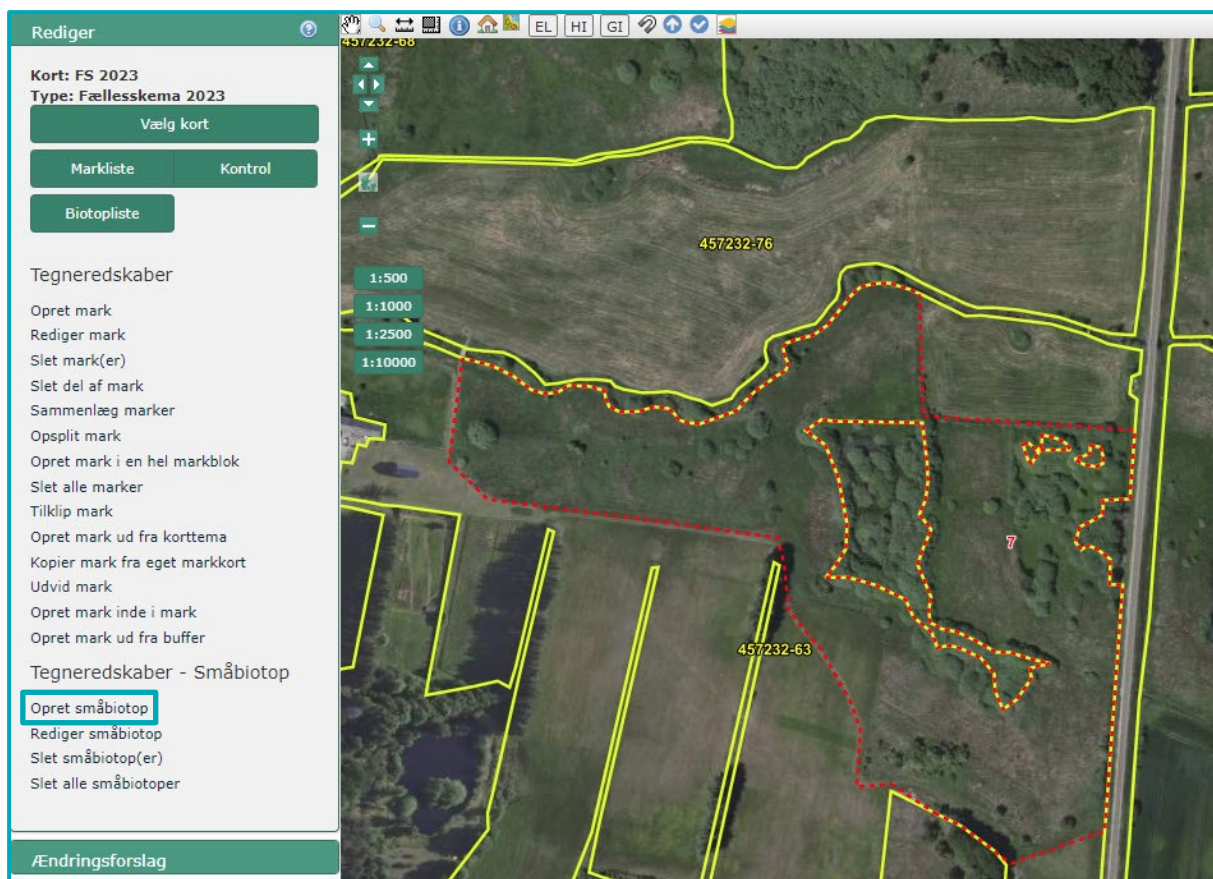 Rediger
Kort: FS 2023
Type: Fællesskema 2023
Vælg kort
Markliste
Kontrol
Biotopliste
Tegneredskaber
Opret mark
Rediger mark
Slet mark(er)
Slet del af mark
Sammenlæg marker
Opsplit mark
Opret mark i en hel markblok
Slet alle marker
Tilklip mark
Opret mark ud fra korttema
Kopier mark fra eget markkort
Udvid mark
Opret mark inde i mark
Opret mark ud fra buffer
Tegneredskaber - Småbiotop
Opret småbiotop
Rediger småbiotop
Slet småbiotop(er)
Slet alle småbiotoper
Ændringsforslag
EL HI GI
457232-68
457232-76
1:500
1:1000
1:2500
1:10000
7
457232-63